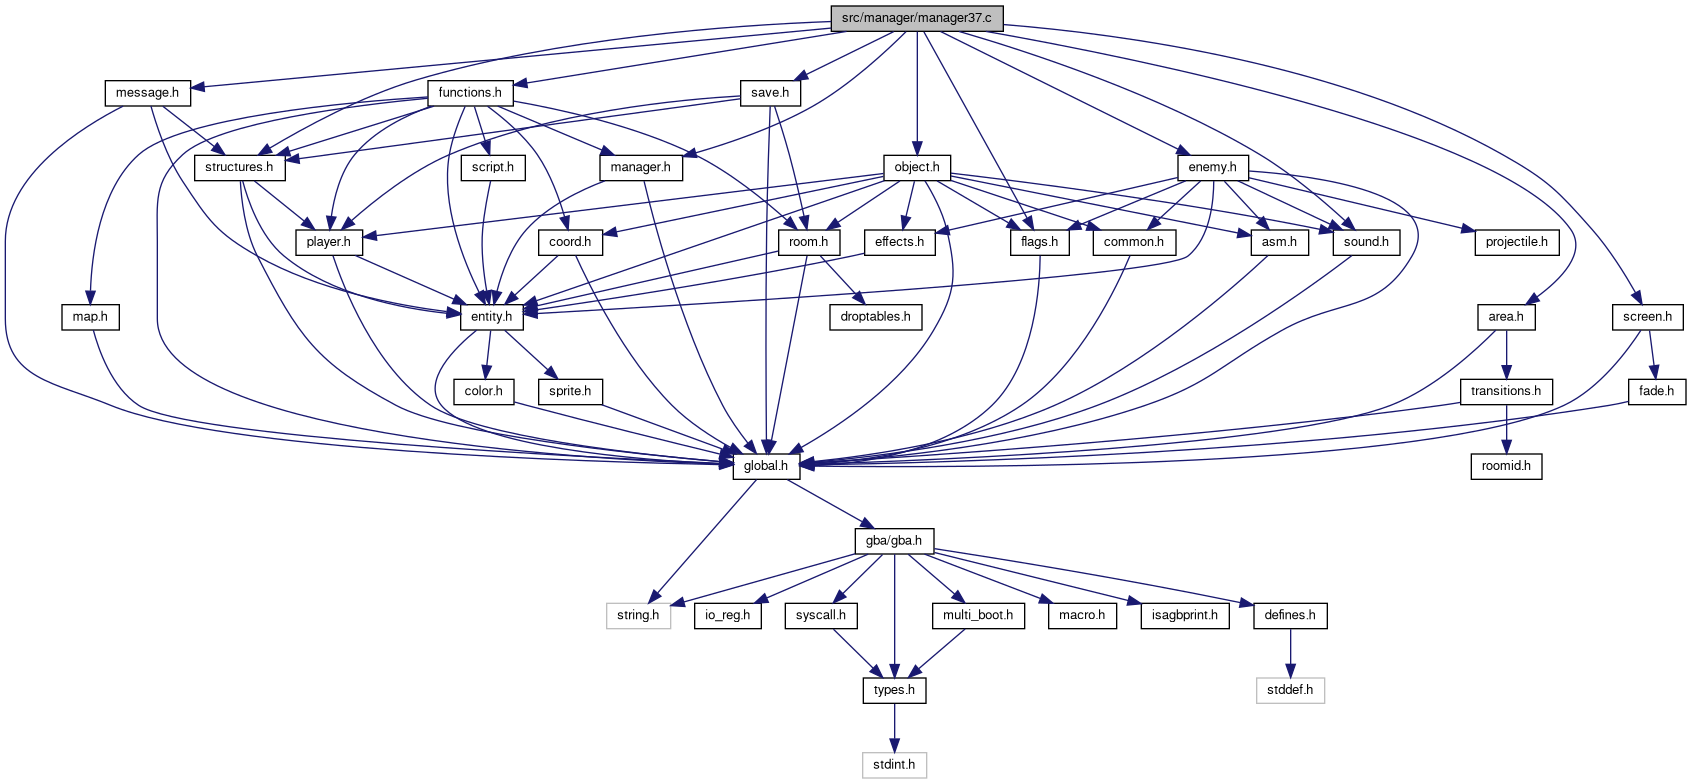 src/manager/manager37.c
message.h
functions.h
save.h
structures.h
script.h
manager.h
object.h
enemy.h
player.h
coord.h
room.h
effects.h
flags.h
common.h
asm.h
sound.h
projectile.h
map.h
entity.h
droptables.h
area.h
screen.h
color.h
sprite.h
transitions.h
fade.h
global.h
roomid.h
gba/gba.h
string.h
io_reg.h
syscall.h
multi_boot.h
macro.h
isagbprint.h
defines.h
types.h
stddef.h
stdint.h